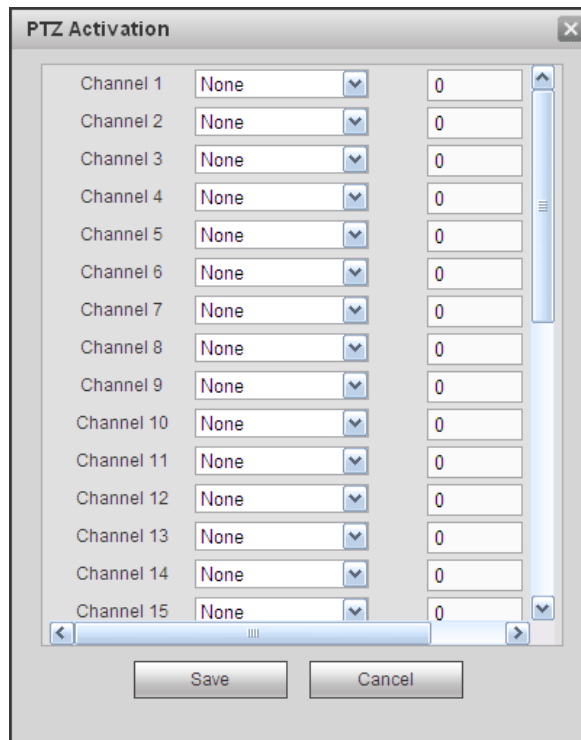 PTZ Activation
Channel 1 None 0
Channel 2 None 0
Channel 3 None 0
Channel 4 None 0
Channel 5 None 0
Channel 6 None 0
Channel 7 None 0
Channel 8 None 0
Channel 9 None 0
Channel 10 None 0
Channel 11 None 0
Channel 12 None 0
Channel 13 None 0
Channel 14 None 0
Channel 15 None 0
Save Cancel